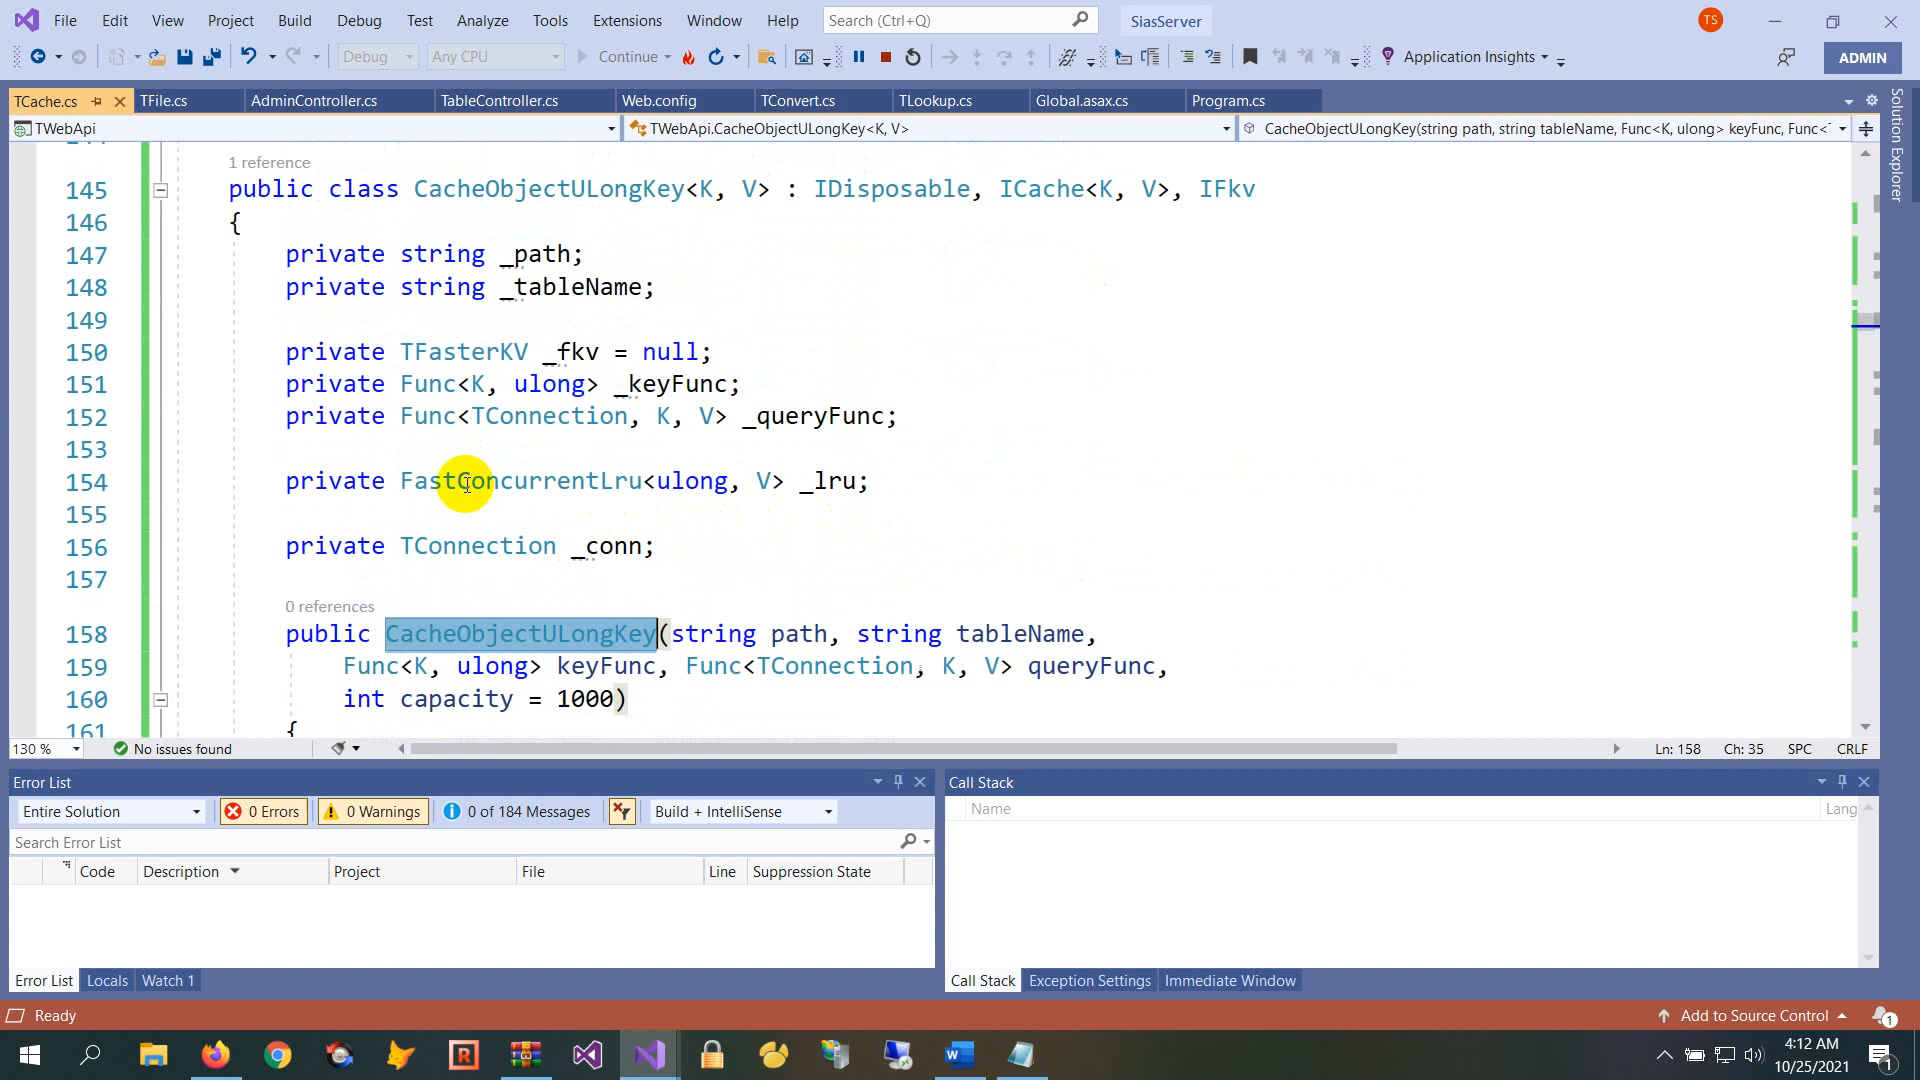 File Edit View Project Build Debug Test Analyze Tools Extensions Window Help Search (Ctrl+Q) SiasServer TS
Debug Any CPU Continue Application Insights ADMIN
TCache.cs TFile.cs AdminController.cs TableController.cs Web.config TConvert.cs TLookup.cs Global.asax.cs Program.cs
TWebApi TWebApi.CacheObjectULongKey<K, V> CacheObjectULongKey(string path, string tableName, Func<K, ulong> keyFunc, Func<
Solution Explorer
1 reference
145 public class CacheObjectULongKey<K, V> : IDisposable, ICache<K, V>, IFkv
146 {
147 private string _path;
148 private string _tableName;
149
150 private TFasterKV _fkv = null;
151 private Func<K, ulong> _keyFunc;
152 private Func<TConnection, K, V> _queryFunc;
153
154 private FastConcurrentLru<ulong, V> _lru;
155
156 private TConnection _conn;
157
0 references
158 public CacheObjectULongKey(string path, string tableName,
159 Func<K, ulong> keyFunc, Func<TConnection, K, V> queryFunc,
160 int capacity = 1000)
161 {
130 % No issues found Ln: 158 Ch: 35 SPC CRLF
Error List Call Stack
Entire Solution 0 Errors 0 Warnings 0 of 184 Messages Build + IntelliSense Name Lang
Search Error List
Code Description Project File Line Suppression State
Error List Locals Watch 1 Call Stack Exception Settings Immediate Window
Ready Add to Source Control 1
4:12 AM
10/25/2021
1